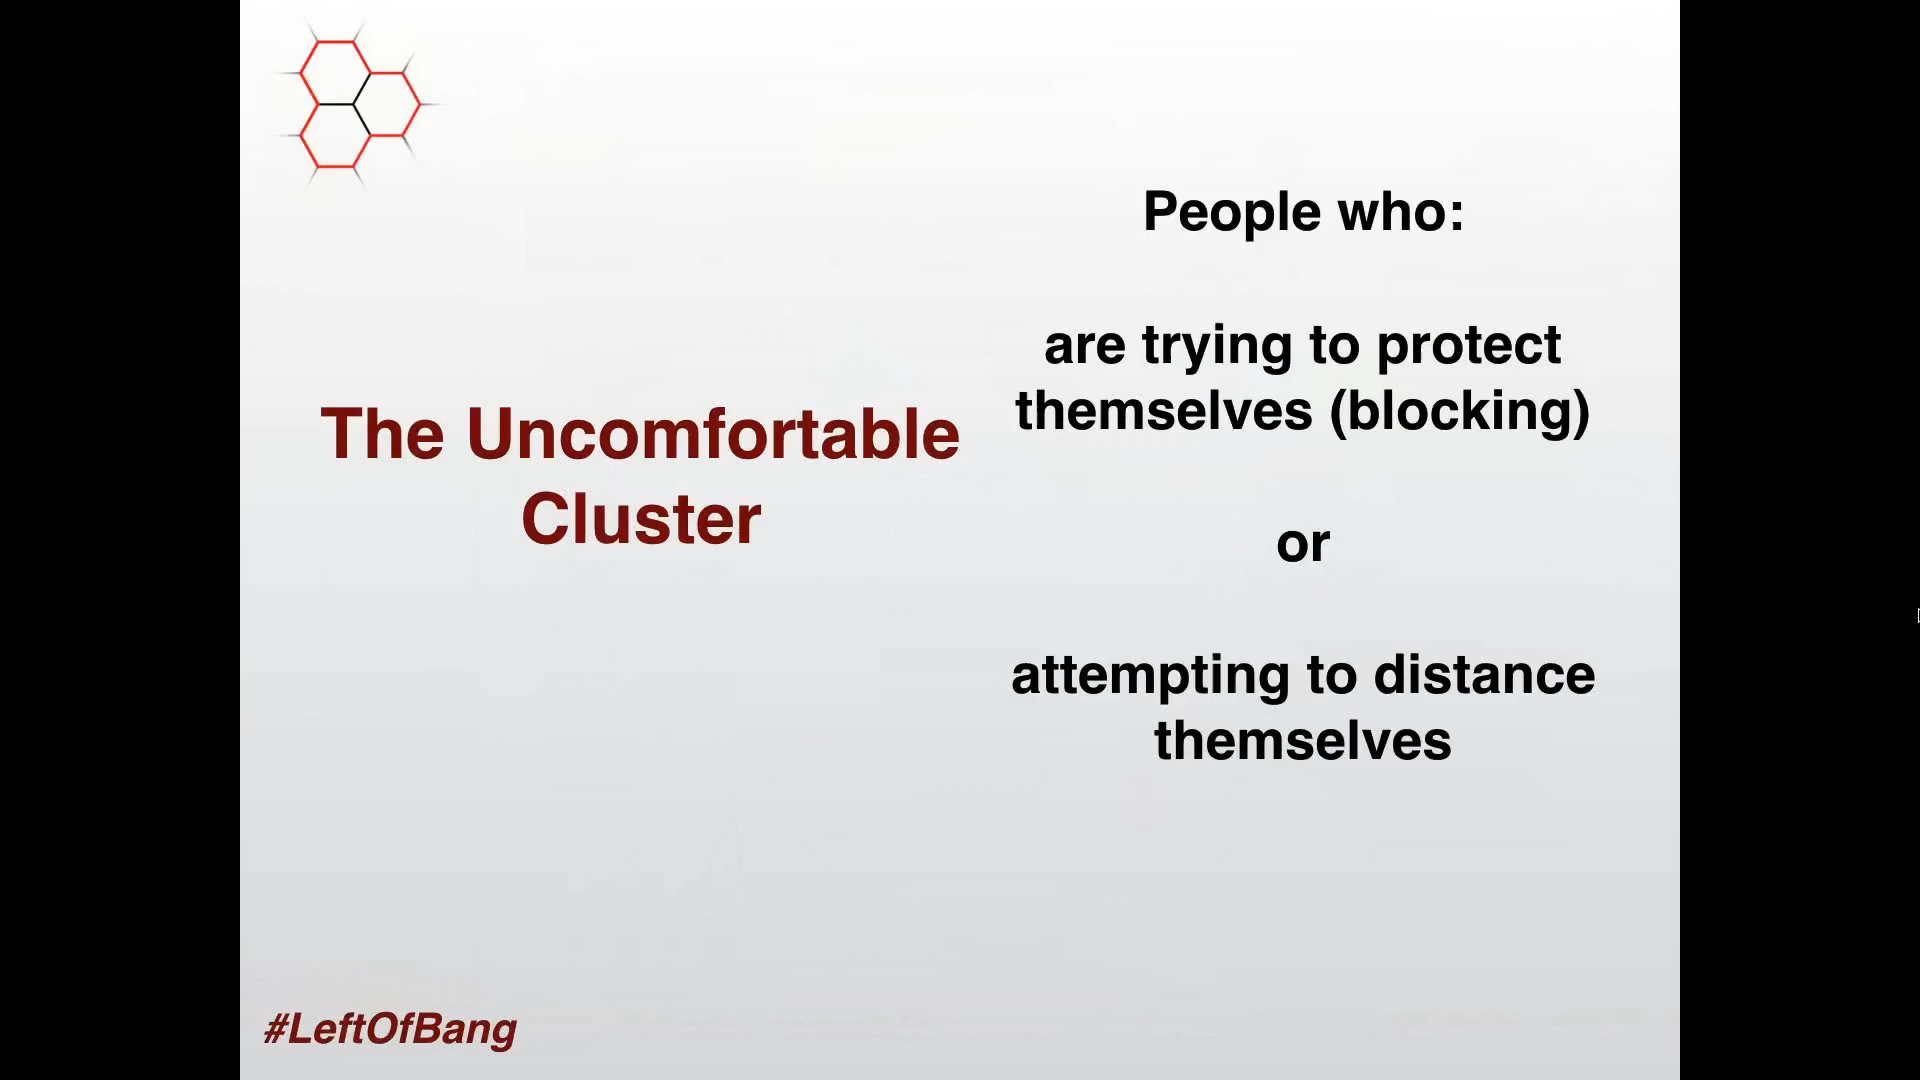 The Uncomfortable
Cluster
People who:
are trying to protect
themselves (blocking)
or
attempting to distance
themselves
#LeftOfBang